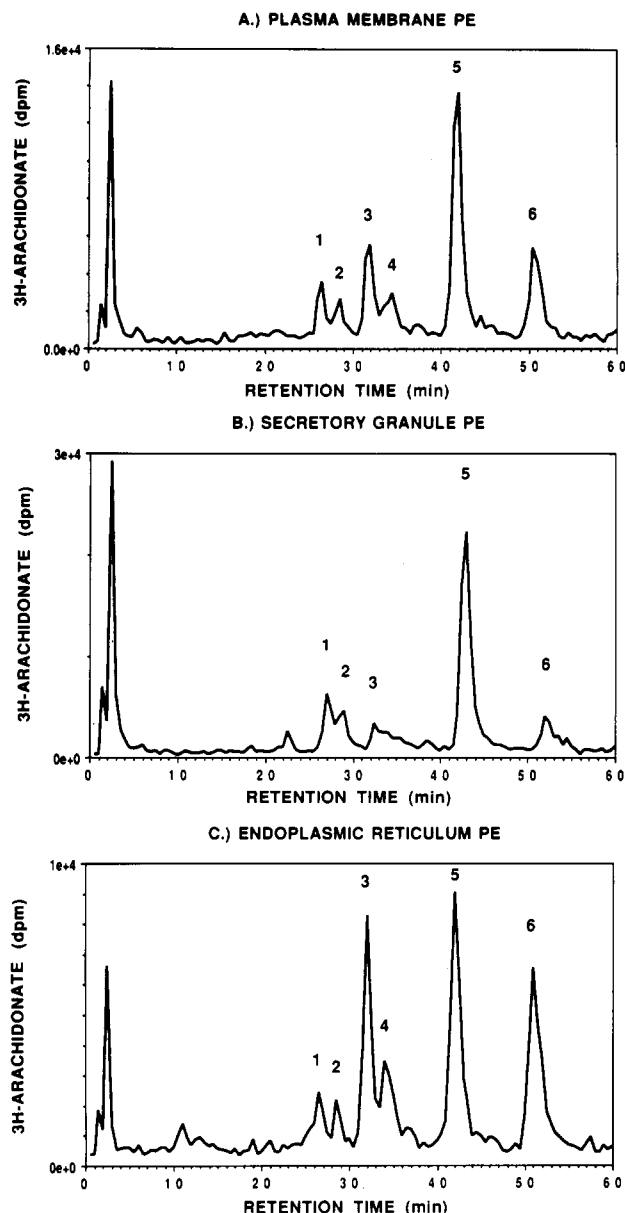 A.) PLASMA MEMBRANE PE
1.6e+4
5
3
6
1
4
2
3H-ARACHIDONATE (dpm)
0.0e+0
0 10 20 30 40 50 60
RETENTION TIME (min)
B.) SECRETORY GRANULE PE
3e+4
5
1
2
3
6
3H-ARACHIDONATE (dpm)
0e+0
0 10 20 30 40 50 60
RETENTION TIME (min)
C.) ENDOPLASMIC RETICULUM PE
1e+4
3
5
6
4
1
2
3H-ARACHIDONATE (dpm)
0e+0
0 10 20 30 40 50 60
RETENTION TIME (min)